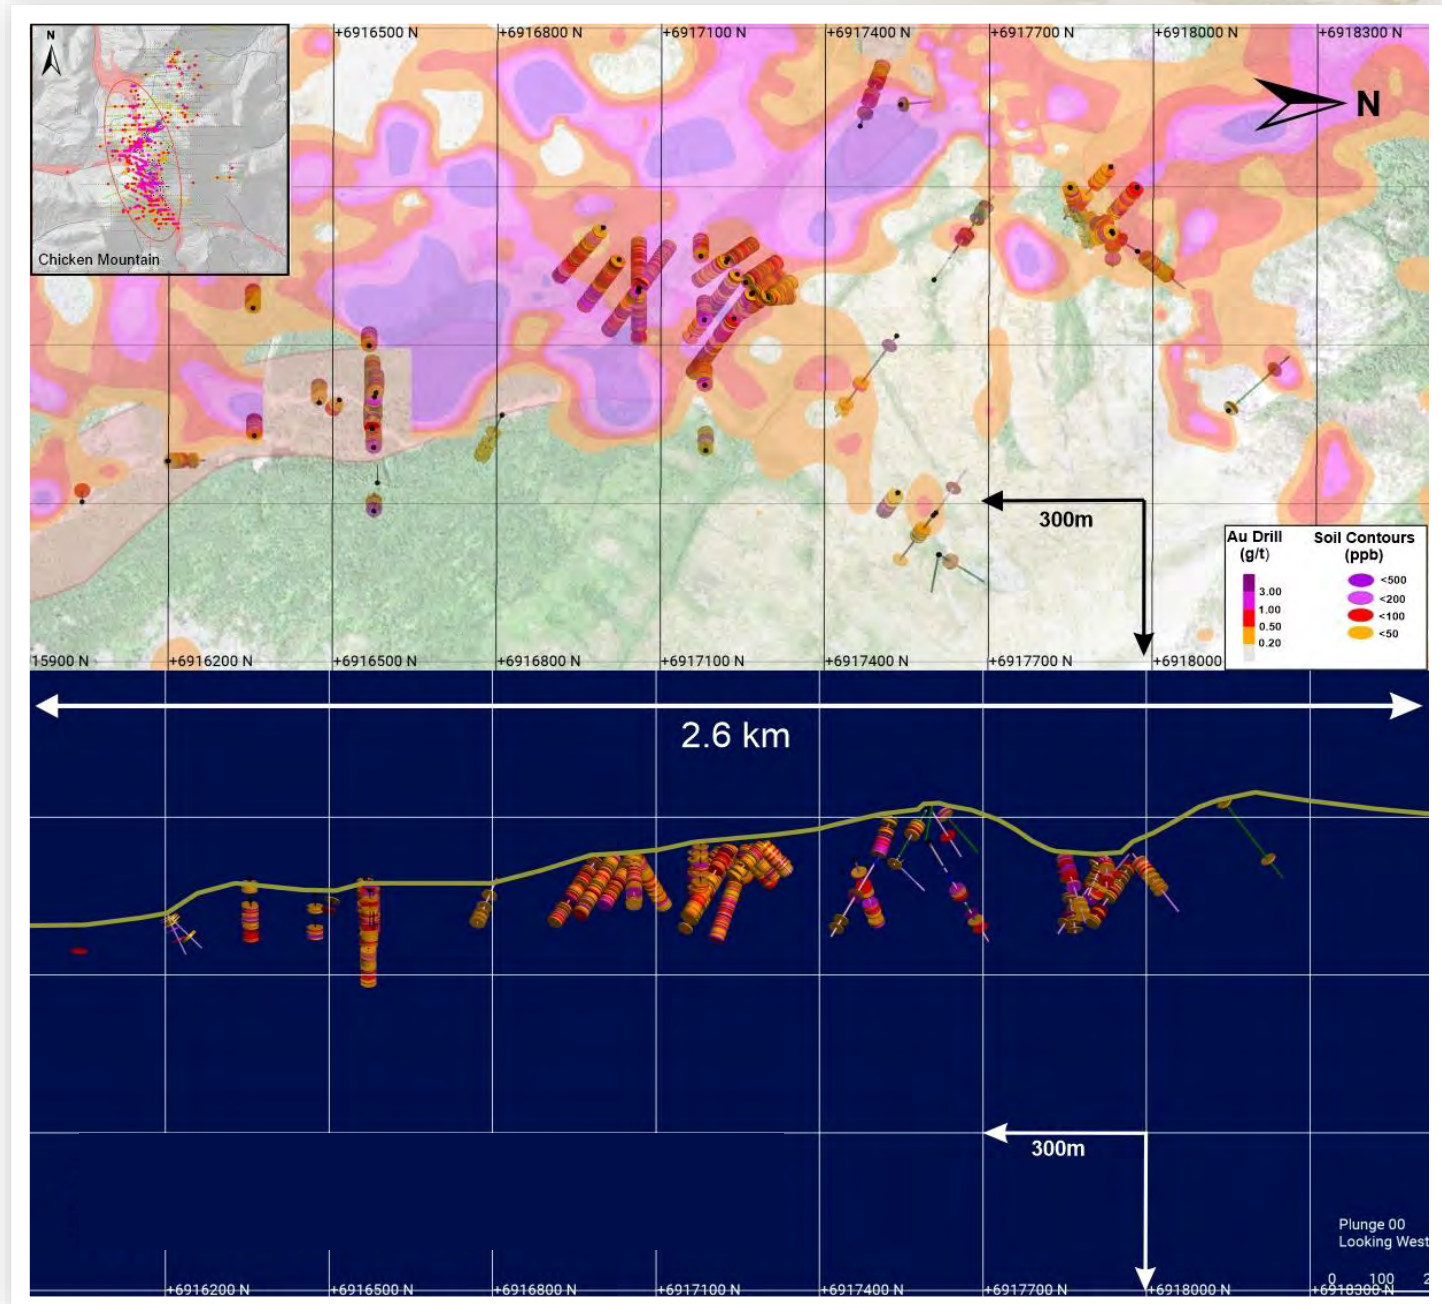 N
Chicken Mountain
+6916500 N
+6916800 N
+6917100 N
+6917400 N
+6917700 N
+6918000 N
+6918300 N
N
300m
Au Drill
(g/t)
3.00
1.00
0.50
0.20
Soil Contours
(ppb)
<500
<200
<100
<50
15900 N
+6916200 N
+6916500 N
+6916800 N
+6917100 N
+6917400 N
+6917700 N
+6918000
2.6 km
300m
Plunge 00
Looking West
0 100 2
+6916200 N
+6916500 N
+6916800 N
+6917100 N
+6917400 N
+6917700 N
+6918000 N
+6918300 N